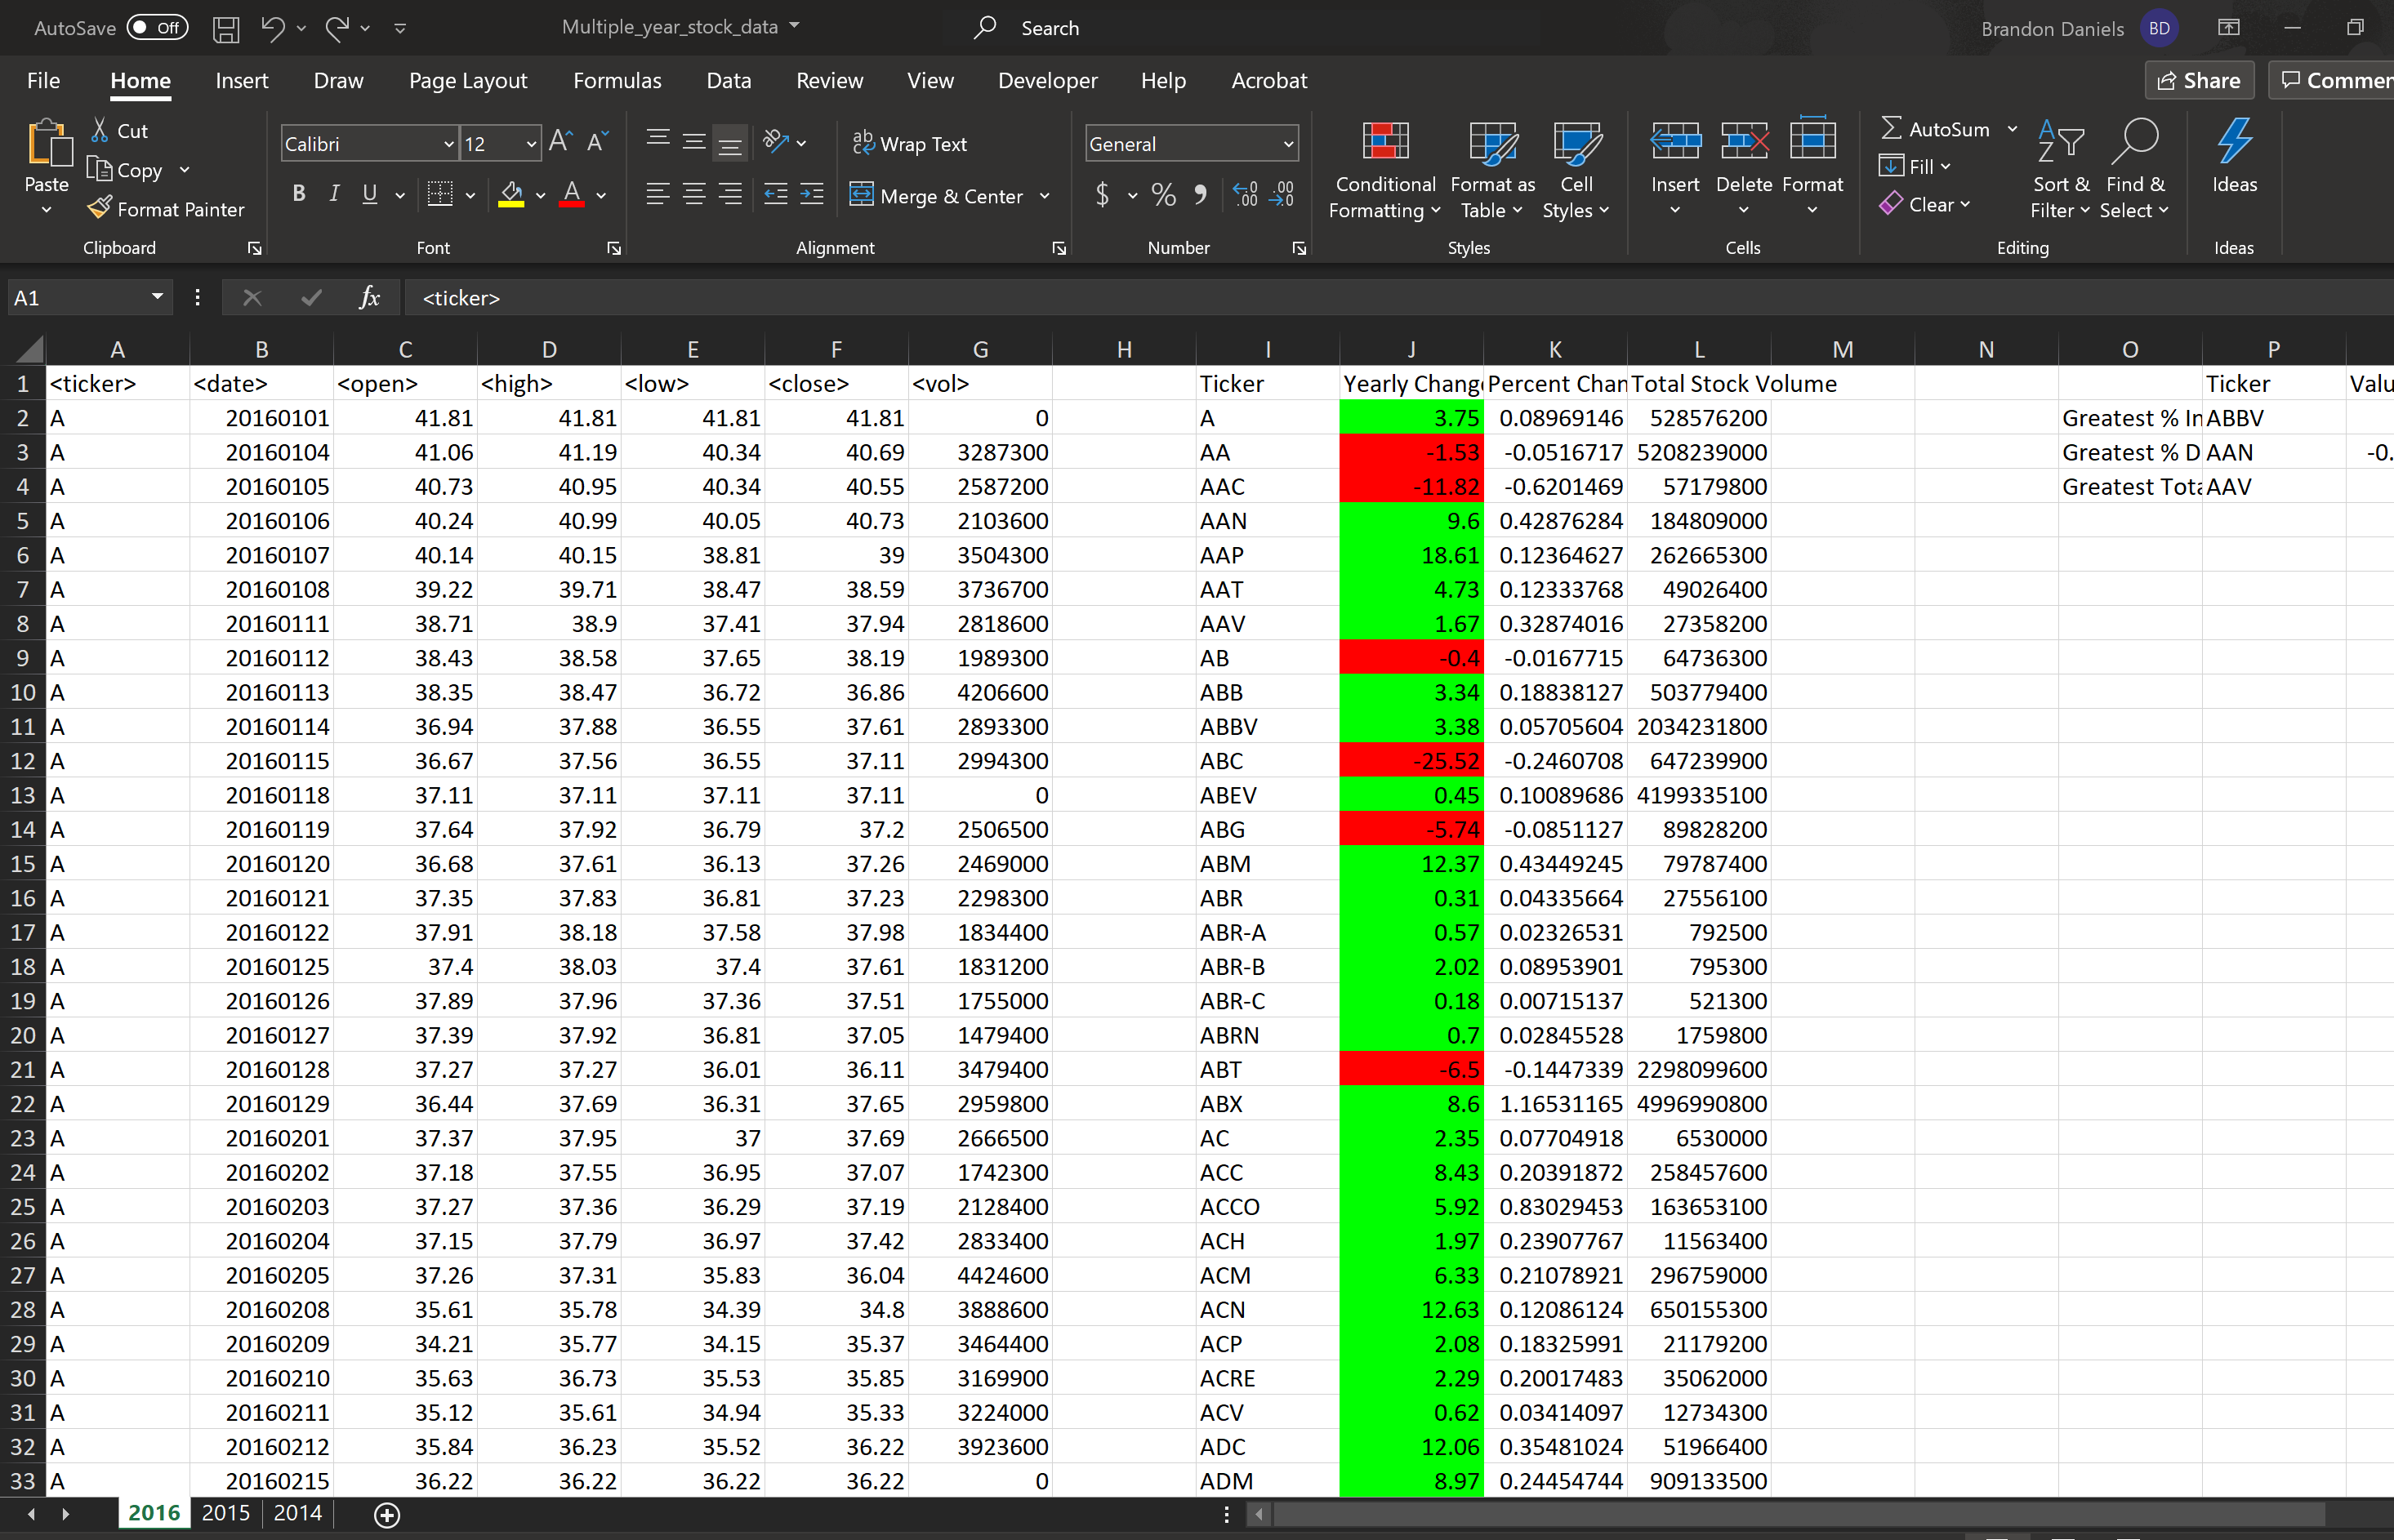 AutoSave Off Multiple_year_stock_data Search Brandon Daniels BD
File Home Insert Draw Page Layout Formulas Data Review View Developer Help Acrobat Share Commen
Paste Cut Copy Format Painter Clipboard
Calibri 12 B I U A Font
Wrap Text Merge & Center Alignment
General $ % Number
Conditional Formatting Format as Table Cell Styles Styles
Insert Delete Format Cells
AutoSum Fill Clear Sort & Filter Find & Select Editing
Ideas Ideas
A1 fx <ticker>
A B C D E F G H I J K L M N O P
1 <ticker> <date> <open> <high> <low> <close> <vol> Ticker Yearly Change Percent Chan Total Stock Volume Ticker Valu
2 A 20160101 41.81 41.81 41.81 41.81 0 A 3.75 0.08969146 528576200 Greatest % In ABBV
3 A 20160104 41.06 41.19 40.34 40.69 3287300 AA -1.53 -0.0516717 5208239000 Greatest % D AAN -0.
4 A 20160105 40.73 40.95 40.34 40.55 2587200 AAC -11.82 -0.6201469 57179800 Greatest Tota AAV
5 A 20160106 40.24 40.99 40.05 40.73 2103600 AAN 9.6 0.42876284 184809000
6 A 20160107 40.14 40.15 38.81 39 3504300 AAP 18.61 0.12364627 262665300
7 A 20160108 39.22 39.71 38.47 38.59 3736700 AAT 4.73 0.12333768 49026400
8 A 20160111 38.71 38.9 37.41 37.94 2818600 AAV 1.67 0.32874016 27358200
9 A 20160112 38.43 38.58 37.65 38.19 1989300 AB -0.4 -0.0167715 64736300
10 A 20160113 38.35 38.47 36.72 36.86 4206600 ABB 3.34 0.18838127 503779400
11 A 20160114 36.94 37.88 36.55 37.61 2893300 ABBV 3.38 0.05705604 2034231800
12 A 20160115 36.67 37.56 36.55 37.11 2994300 ABC -25.52 -0.2460708 647239900
13 A 20160118 37.11 37.11 37.11 37.11 0 ABEV 0.45 0.10089686 4199335100
14 A 20160119 37.64 37.92 36.79 37.2 2506500 ABG -5.74 -0.0851127 89828200
15 A 20160120 36.68 37.61 36.13 37.26 2469000 ABM 12.37 0.43449245 79787400
16 A 20160121 37.35 37.83 36.81 37.23 2298300 ABR 0.31 0.04335664 27556100
17 A 20160122 37.91 38.18 37.58 37.98 1834400 ABR-A 0.57 0.02326531 792500
18 A 20160125 37.4 38.03 37.4 37.61 1831200 ABR-B 2.02 0.08953901 795300
19 A 20160126 37.89 37.96 37.36 37.51 1755000 ABR-C 0.18 0.00715137 521300
20 A 20160127 37.39 37.92 36.81 37.05 1479400 ABRN 0.7 0.02845528 1759800
21 A 20160128 37.27 37.27 36.01 36.11 3479400 ABT -6.5 -0.1447339 2298099600
22 A 20160129 36.44 37.69 36.31 37.65 2959800 ABX 8.6 1.16531165 4996990800
23 A 20160201 37.37 37.95 37 37.69 2666500 AC 2.35 0.07704918 6530000
24 A 20160202 37.18 37.55 36.95 37.07 1742300 ACC 8.43 0.20391872 258457600
25 A 20160203 37.27 37.36 36.29 37.19 2128400 ACCO 5.92 0.83029453 163653100
26 A 20160204 37.15 37.79 36.97 37.42 2833400 ACH 1.97 0.23907767 11563400
27 A 20160205 37.26 37.31 35.83 36.04 4424600 ACM 6.33 0.21078921 296759000
28 A 20160208 35.61 35.78 34.39 34.8 3888600 ACN 12.63 0.12086124 650155300
29 A 20160209 34.21 35.77 34.15 35.37 3464400 ACP 2.08 0.18325991 21179200
30 A 20160210 35.63 36.73 35.53 35.85 3169900 ACRE 2.29 0.20017483 35062000
31 A 20160211 35.12 35.61 34.94 35.33 3224000 ACV 0.62 0.03414097 12734300
32 A 20160212 35.84 36.23 35.52 36.22 3923600 ADC 12.06 0.35481024 51966400
33 A 20160215 36.22 36.22 36.22 36.22 0 ADM 8.97 0.24454744 909133500
2016 2015 2014